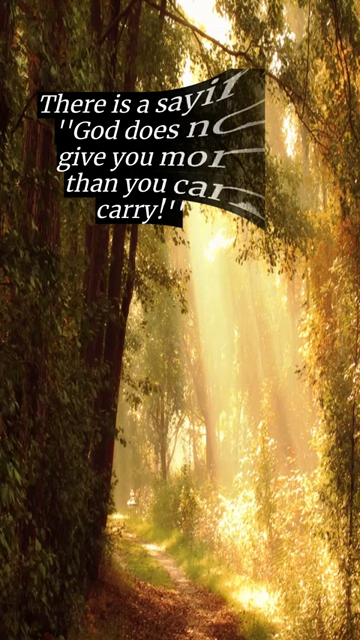 There is a
''God does
give you
than you
carry!''